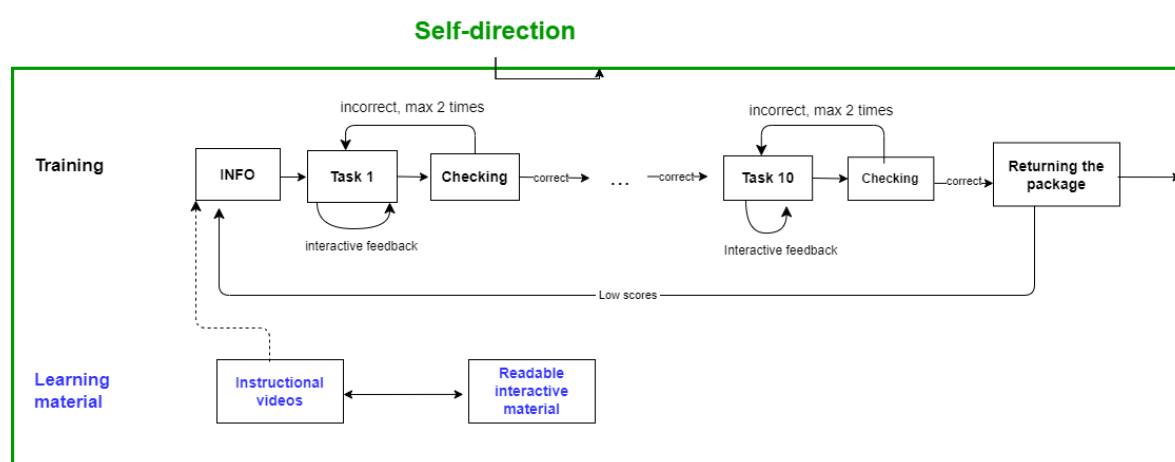 Self-direction
incorrect, max 2 times
incorrect, max 2 times
Training
INFO
Task 1
Checking
correct
...
correct
Task 10
Checking
correct
Returning the
package
interactive feedback
Interactive feedback
Low scores
Learning
material
Instructional
videos
Readable
interactive
material